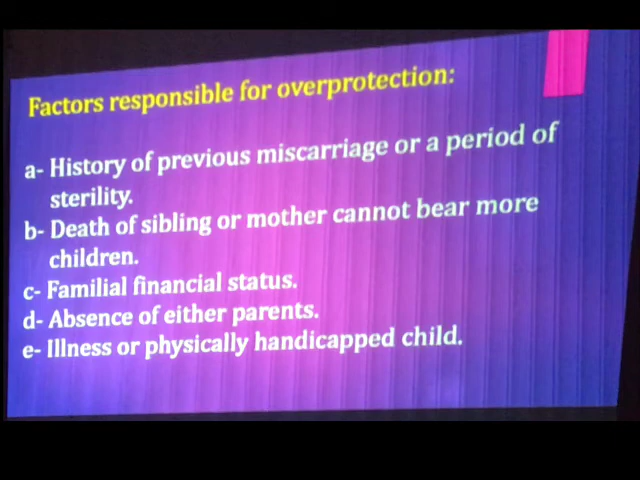 Factors responsible for overprotection:
a- History of previous miscarriage or a period of
sterility.
b- Death of sibling or mother cannot bear more
children.
c- Familial financial status.
d- Absence of either parents.
e- Illness or physically handicapped child.